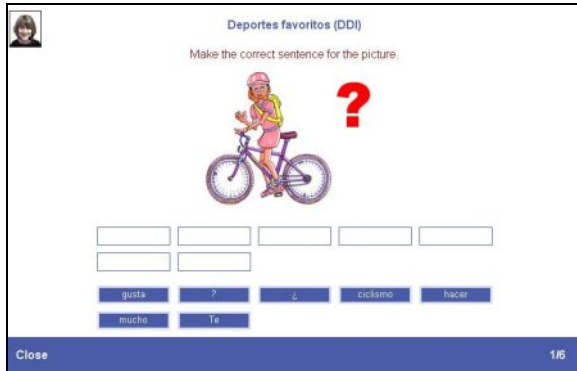 Deportes favoritos (DDI)
Make the correct sentence for the picture.
?
gusta ? ¿ ciclismo hacer
mucho Te
Close 1/6